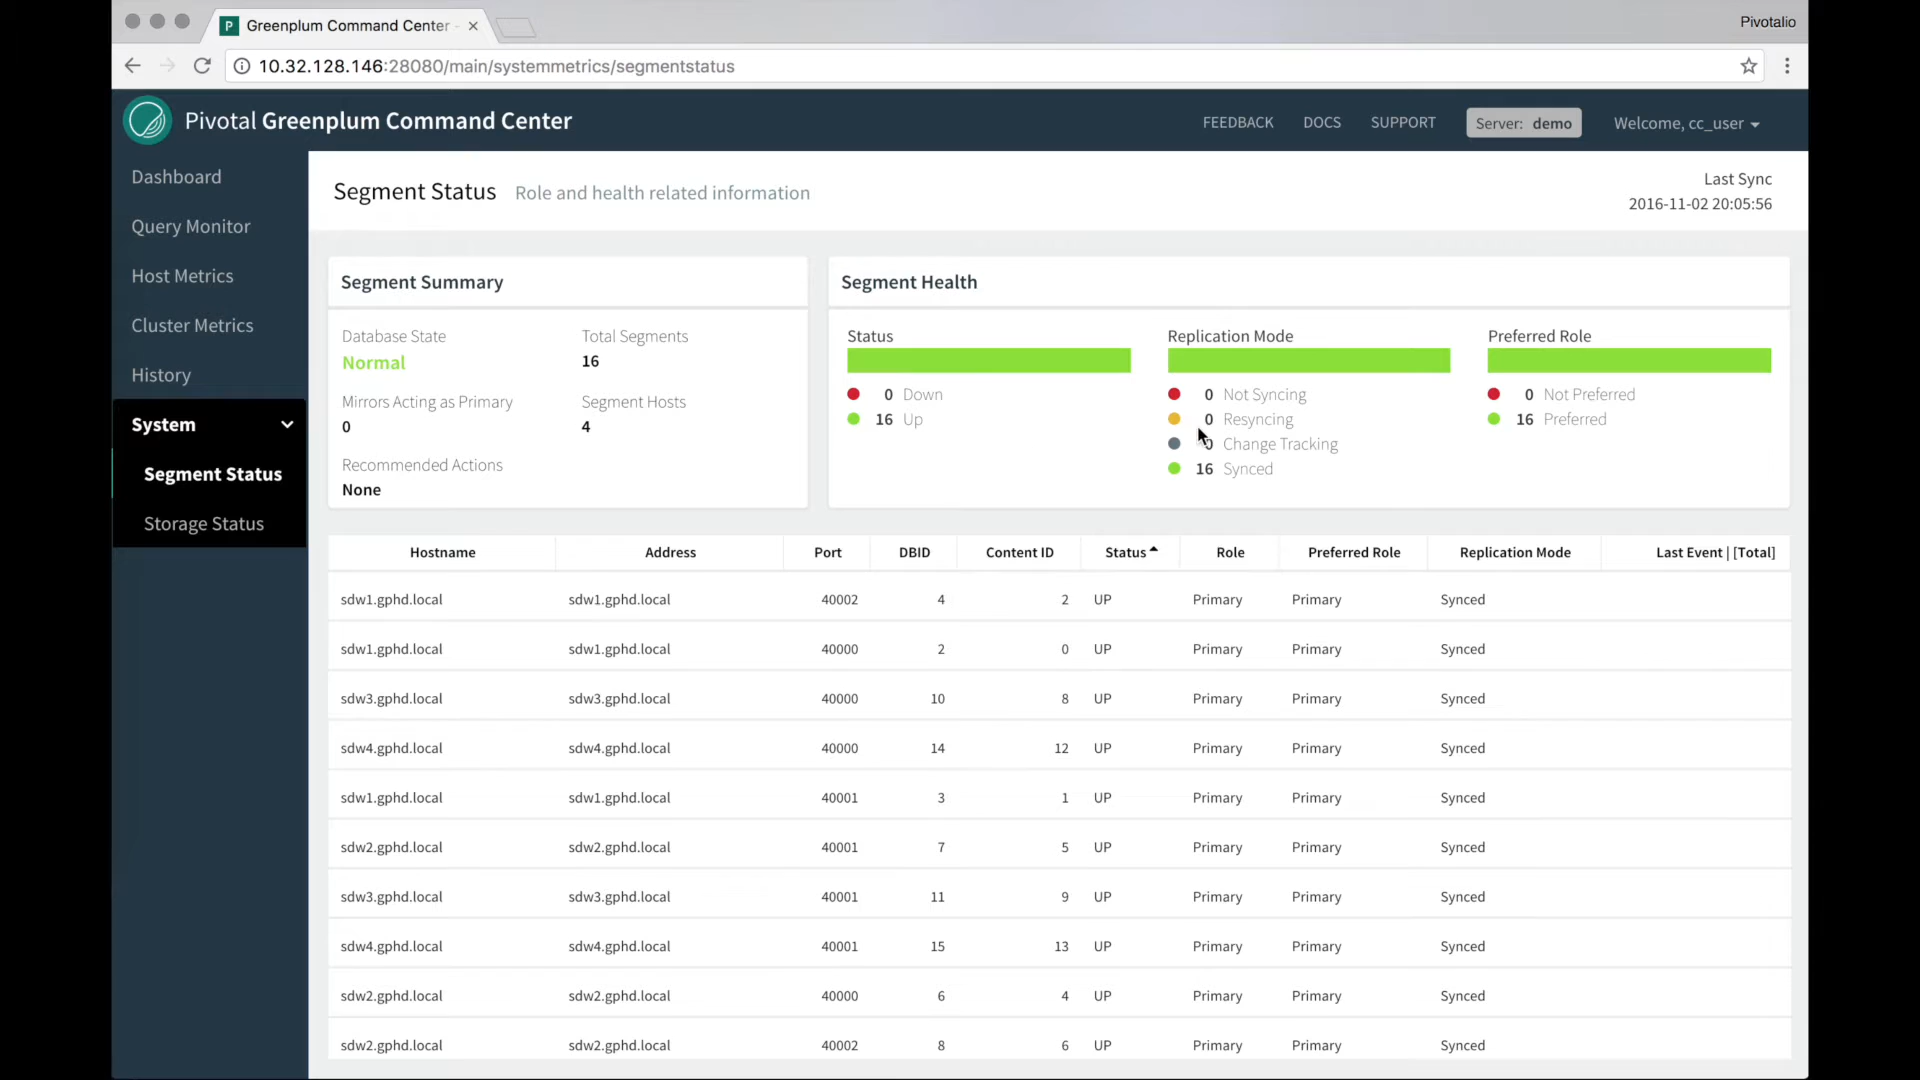 Greenplum Command Center
Pivotalio
10.32.128.146:28080/main/systemmetrics/segmentstatus
Pivotal Greenplum Command Center
FEEDBACK DOCS SUPPORT Server: demo Welcome, cc_user
Dashboard
Query Monitor
Host Metrics
Cluster Metrics
History
System
Segment Status
Storage Status
Segment Status Role and health related information
Last Sync
2016-11-02 20:05:56
Segment Summary
Database State
Normal
Total Segments
16
Mirrors Acting as Primary
0
Segment Hosts
4
Recommended Actions
None
Segment Health
Status
0 Down
16 Up
Replication Mode
0 Not Syncing
0 Resyncing
0 Change Tracking
16 Synced
Preferred Role
0 Not Preferred
16 Preferred
Hostname Address Port DBID Content ID Status Role Preferred Role Replication Mode Last Event | [Total]
sdw1.gphd.local sdw1.gphd.local 40002 4 2 UP Primary Primary Synced
sdw1.gphd.local sdw1.gphd.local 40000 2 0 UP Primary Primary Synced
sdw3.gphd.local sdw3.gphd.local 40000 10 8 UP Primary Primary Synced
sdw4.gphd.local sdw4.gphd.local 40000 14 12 UP Primary Primary Synced
sdw1.gphd.local sdw1.gphd.local 40001 3 1 UP Primary Primary Synced
sdw2.gphd.local sdw2.gphd.local 40001 7 5 UP Primary Primary Synced
sdw3.gphd.local sdw3.gphd.local 40001 11 9 UP Primary Primary Synced
sdw4.gphd.local sdw4.gphd.local 40001 15 13 UP Primary Primary Synced
sdw2.gphd.local sdw2.gphd.local 40000 6 4 UP Primary Primary Synced
sdw2.gphd.local sdw2.gphd.local 40002 8 6 UP Primary Primary Synced